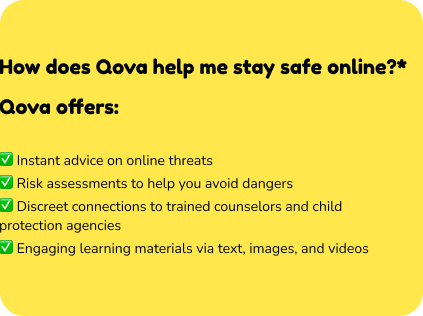 How does Qova help me stay safe online?*
Qova offers:
✅ Instant advice on online threats
✅ Risk assessments to help you avoid dangers
✅ Discreet connections to trained counselors and child
protection agencies
✅ Engaging learning materials via text, images, and videos